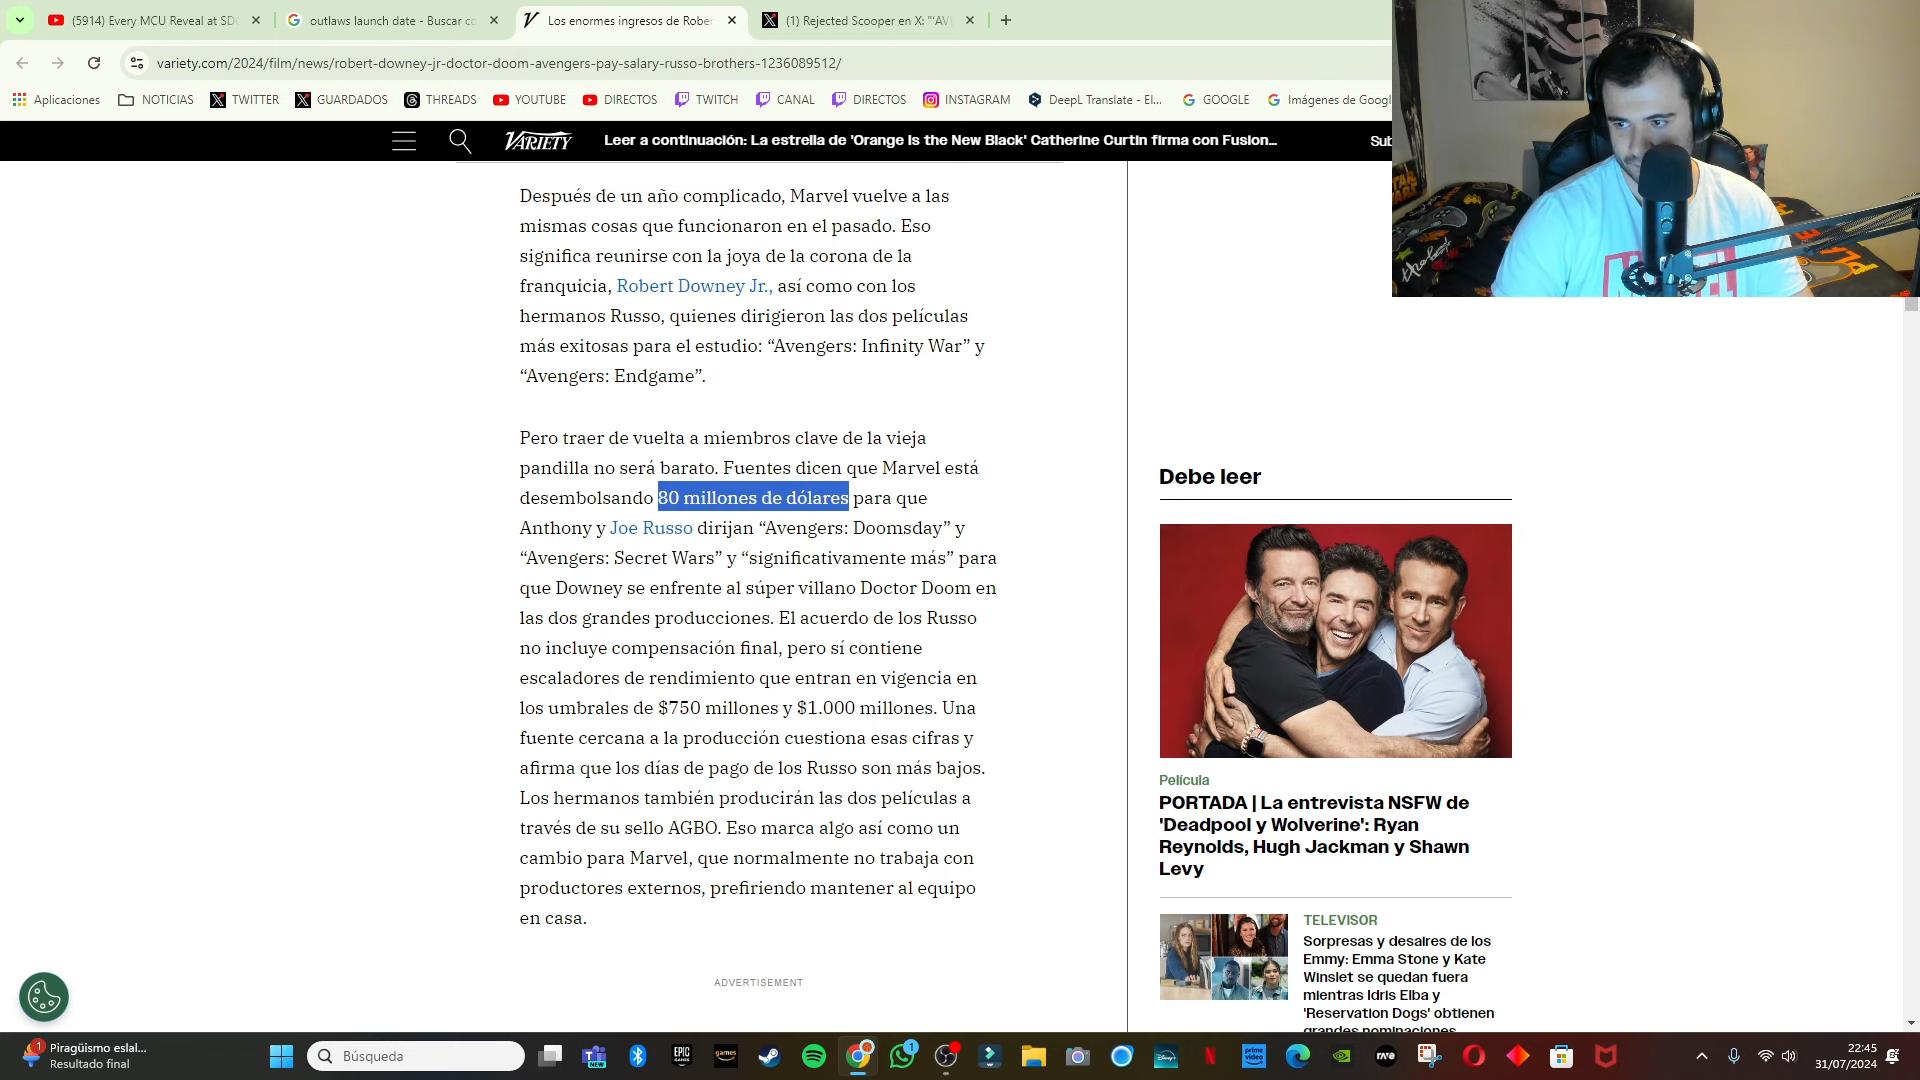 (5914) Every MCU Reveal at SD
outlaws launch date - Buscar co
Los enormes ingresos de Rober
(1) Rejected Scooper en X: "'AV
variety.com/2024/film/news/robert-downey-jr-doctor-doom-avengers-pay-salary-russo-brothers-1236089512/
Aplicaciones
NOTICIAS
TWITTER
GUARDADOS
THREADS
YOUTUBE
DIRECTOS
TWITCH
CANAL
DIRECTOS
INSTAGRAM
DeepL Translate - El...
GOOGLE
Imágenes de Googl
VARIETY
Leer a continuación: La estrella de 'Orange Is the New Black' Catherine Curtin firma con Fusion...
Sub
Después de un año complicado, Marvel vuelve a las
mismas cosas que funcionaron en el pasado. Eso
significa reunirse con la joya de la corona de la
franquicia, Robert Downey Jr., así como con los
hermanos Russo, quienes dirigieron las dos películas
más exitosas para el estudio: “Avengers: Infinity War” y
“Avengers: Endgame”.
Pero traer de vuelta a miembros clave de la vieja
pandilla no será barato. Fuentes dicen que Marvel está
desembolsando 80 millones de dólares para que
Anthony y Joe Russo dirijan “Avengers: Doomsday” y
“Avengers: Secret Wars” y “significativamente más” para
que Downey se enfrente al súper villano Doctor Doom en
las dos grandes producciones. El acuerdo de los Russo
no incluye compensación final, pero sí contiene
escaladores de rendimiento que entran en vigencia en
los umbrales de $750 millones y $1.000 millones. Una
fuente cercana a la producción cuestiona esas cifras y
afirma que los días de pago de los Russo son más bajos.
Los hermanos también producirán las dos películas a
través de su sello AGBO. Eso marca algo así como un
cambio para Marvel, que normalmente no trabaja con
productores externos, prefiriendo mantener al equipo
en casa.
ADVERTISEMENT
Debe leer
Película
PORTADA | La entrevista NSFW de
'Deadpool y Wolverine': Ryan
Reynolds, Hugh Jackman y Shawn
Levy
TELEVISOR
Sorpresas y desaires de los
Emmy: Emma Stone y Kate
Winslet se quedan fuera
mientras Idris Elba y
'Reservation Dogs' obtienen
grandes nominaciones
1
Piragüismo eslal...
Resultado final
Búsqueda
NEW
EPIC GAMES
games
1
prime video
rave
22:45
31/07/2024